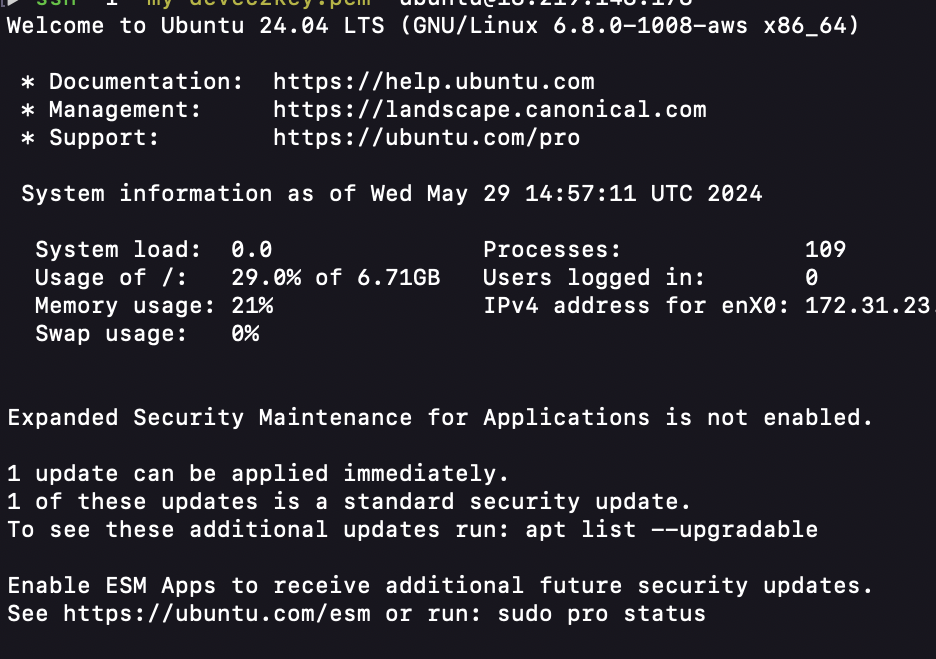 Welcome to Ubuntu 24.04 LTS (GNU/Linux 6.8.0-1008-aws x86_64)
* Documentation: https://help.ubuntu.com
* Management: https://landscape.canonical.com
* Support: https://ubuntu.com/pro
System information as of Wed May 29 14:57:11 UTC 2024
System load: 0.0 Processes: 109
Usage of /: 29.0% of 6.71GB Users logged in: 0
Memory usage: 21% IPv4 address for enX0: 172.31.23.
Swap usage: 0%
Expanded Security Maintenance for Applications is not enabled.
1 update can be applied immediately.
1 of these updates is a standard security update.
To see these additional updates run: apt list --upgradable
Enable ESM Apps to receive additional future security updates.
See https://ubuntu.com/esm or run: sudo pro status